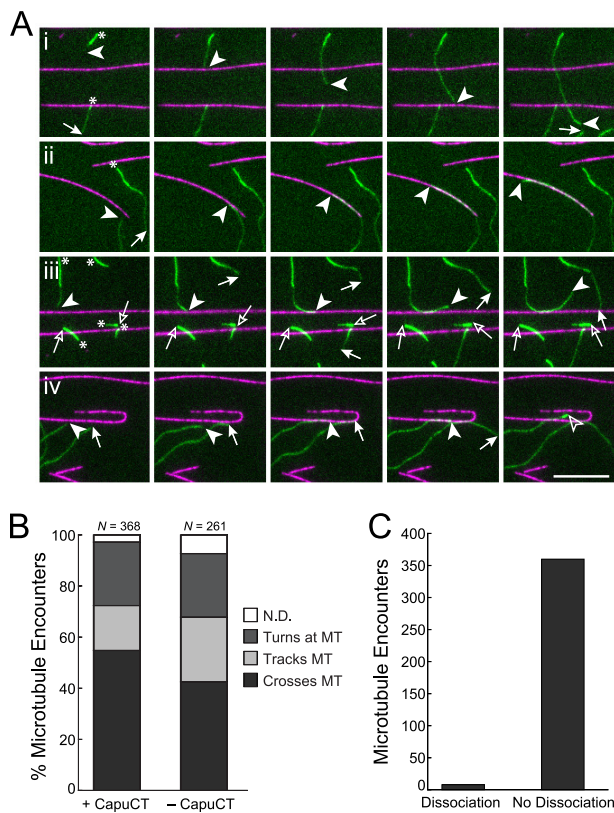 A
i
*
*
ii
*
iii
*
*
*
*
iv
B
N = 368
N = 261
100
80
60
40
20
0
% Microtubule Encounters
+ CapuCT
– CapuCT
N.D.
Turns at MT
Tracks MT
Crosses MT
C
400
350
300
250
200
150
100
50
0
Microtubule Encounters
Dissociation
No Dissociation